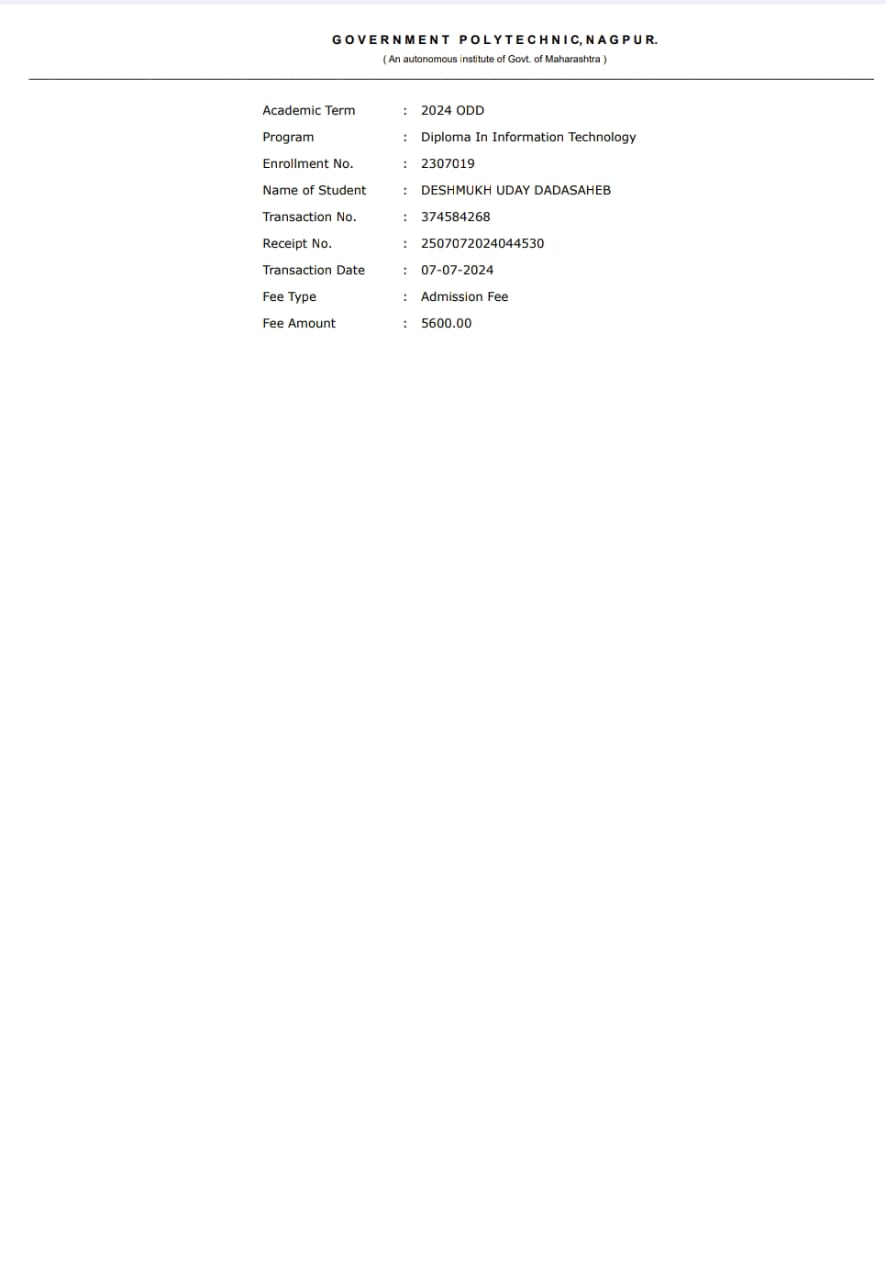 GOVERNMENT POLYTECHNIC, NAGPUR.
( An autonomous institute of Govt. of Maharashtra )
Academic Term : 2024 ODD
Program : Diploma In Information Technology
Enrollment No. : 2307019
Name of Student : DESHMUKH UDAY DADASAHEB
Transaction No. : 374584268
Receipt No. : 2507072024044530
Transaction Date : 07-07-2024
Fee Type : Admission Fee
Fee Amount : 5600.00